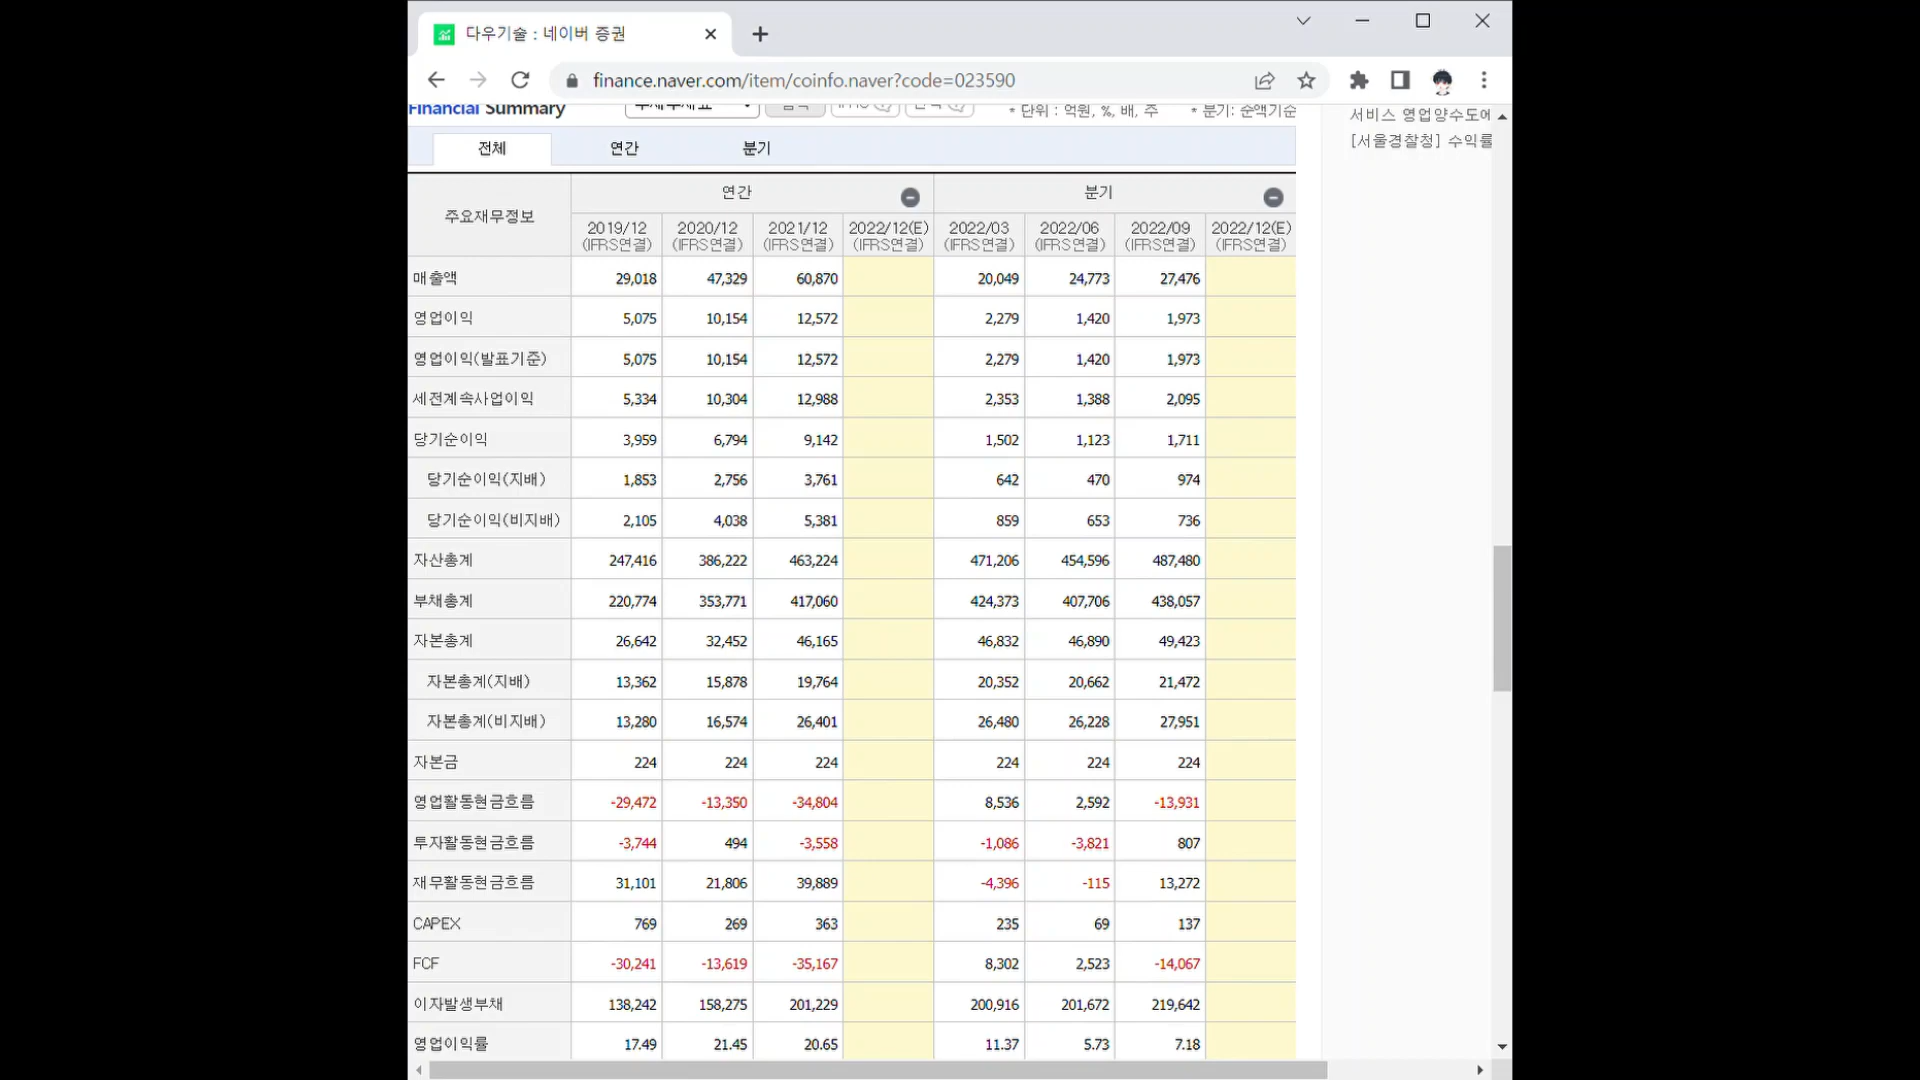 다우기술 : 네이버 증권
finance.naver.com/item/coinfo.naver?code=023590
Financial Summary * 단위 : 억원, %, 배, 주 * 분기: 순액기준
서비스 영업양수도에
[서울경찰청] 수익률
전체 연간 분기
주요재무정보 연간 분기
2019/12 2020/12 2021/12 2022/12(E) 2022/03 2022/06 2022/09 2022/12(E)
(IFRS연결) (IFRS연결) (IFRS연결) (IFRS연결) (IFRS연결) (IFRS연결) (IFRS연결) (IFRS연결)
매출액 29,018 47,329 60,870 20,049 24,773 27,476
영업이익 5,075 10,154 12,572 2,279 1,420 1,973
영업이익(발표기준) 5,075 10,154 12,572 2,279 1,420 1,973
세전계속사업이익 5,334 10,304 12,988 2,353 1,388 2,095
당기순이익 3,959 6,794 9,142 1,502 1,123 1,711
당기순이익(지배) 1,853 2,756 3,761 642 470 974
당기순이익(비지배) 2,105 4,038 5,381 859 653 736
자산총계 247,416 386,222 463,224 471,206 454,596 487,480
부채총계 220,774 353,771 417,060 424,373 407,706 438,057
자본총계 26,642 32,452 46,165 46,832 46,890 49,423
자본총계(지배) 13,362 15,878 19,764 20,352 20,662 21,472
자본총계(비지배) 13,280 16,574 26,401 26,480 26,228 27,951
자본금 224 224 224 224 224 224
영업활동현금흐름 -29,472 -13,350 -34,804 8,536 2,592 -13,931
투자활동현금흐름 -3,744 494 -3,558 -1,086 -3,821 807
재무활동현금흐름 31,101 21,806 39,889 -4,396 -115 13,272
CAPEX 769 269 363 235 69 137
FCF -30,241 -13,619 -35,167 8,302 2,523 -14,067
이자발생부채 138,242 158,275 201,229 200,916 201,672 219,642
영업이익률 17.49 21.45 20.65 11.37 5.73 7.18